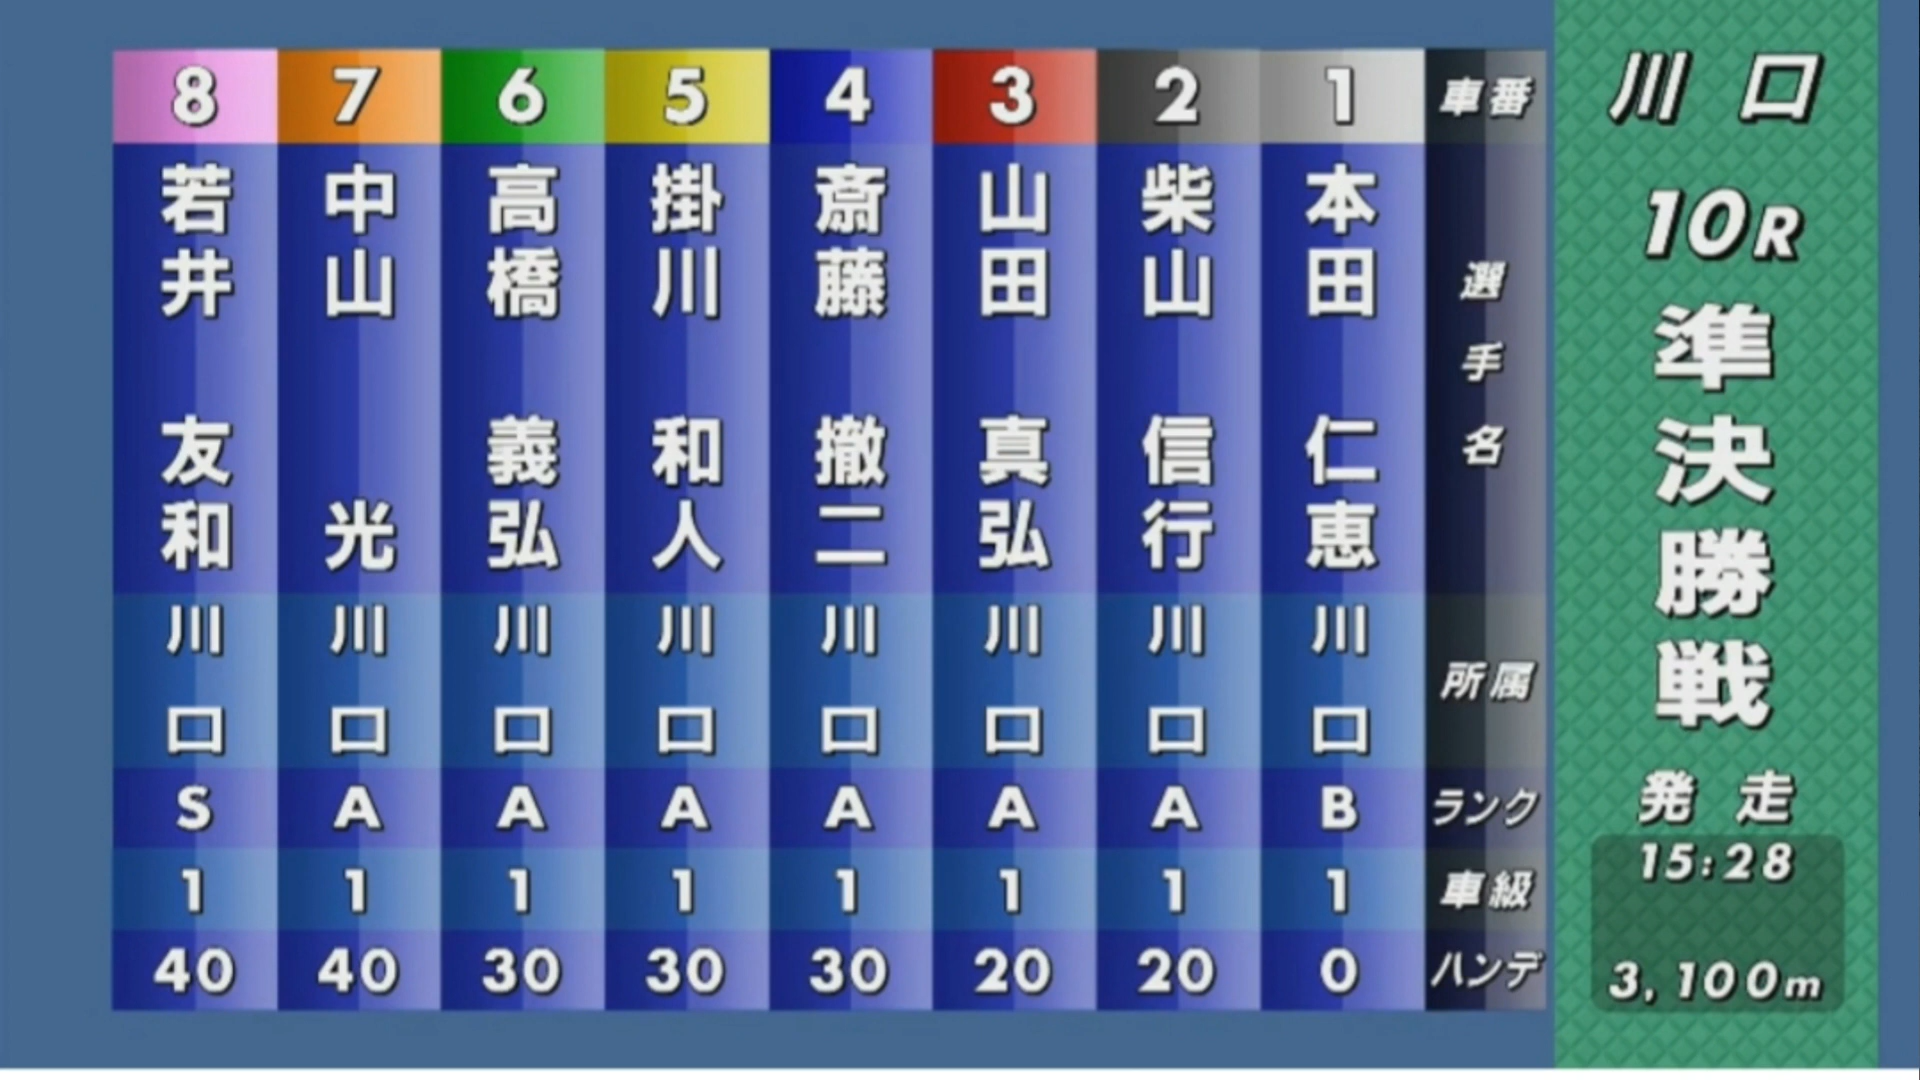 川口
10R
準決勝戦
発走
15:28
3,100m
車番
選手名
所属
ランク
車級
ハンデ
1
本田 仁恵
川口
B
1
0
2
柴山 信行
川口
A
1
20
3
山田 真弘
川口
A
1
20
4
斎藤 撤二
川口
A
1
30
5
掛川 和人
川口
A
1
30
6
高橋 義弘
川口
A
1
30
7
中山 光
川口
A
1
40
8
若井 友和
川口
S
1
40